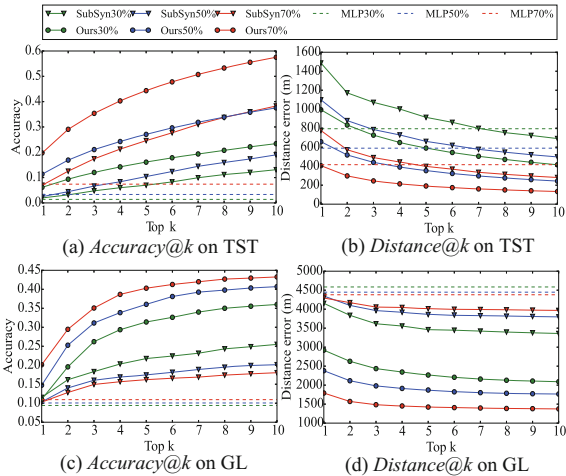 SubSyn30% SubSyn50% SubSyn70% MLP30% MLP50% MLP70%
Ours30% Ours50% Ours70%
Accuracy
0.6
0.5
0.4
0.3
0.2
0.1
0.0
1 2 3 4 5 6 7 8 9 10
Top k
(a) Accuracy@k on TST
Distance error (m)
1600
1400
1200
1000
800
600
400
200
0
1 2 3 4 5 6 7 8 9 10
Top k
(b) Distance@k on TST
Accuracy
0.45
0.40
0.35
0.30
0.25
0.20
0.15
0.10
0.05
1 2 3 4 5 6 7 8 9 10
Top k
(c) Accuracy@k on GL
Distance error (m)
5000
4500
4000
3500
3000
2500
2000
1500
1000
1 2 3 4 5 6 7 8 9 10
Top k
(d) Distance@k on GL